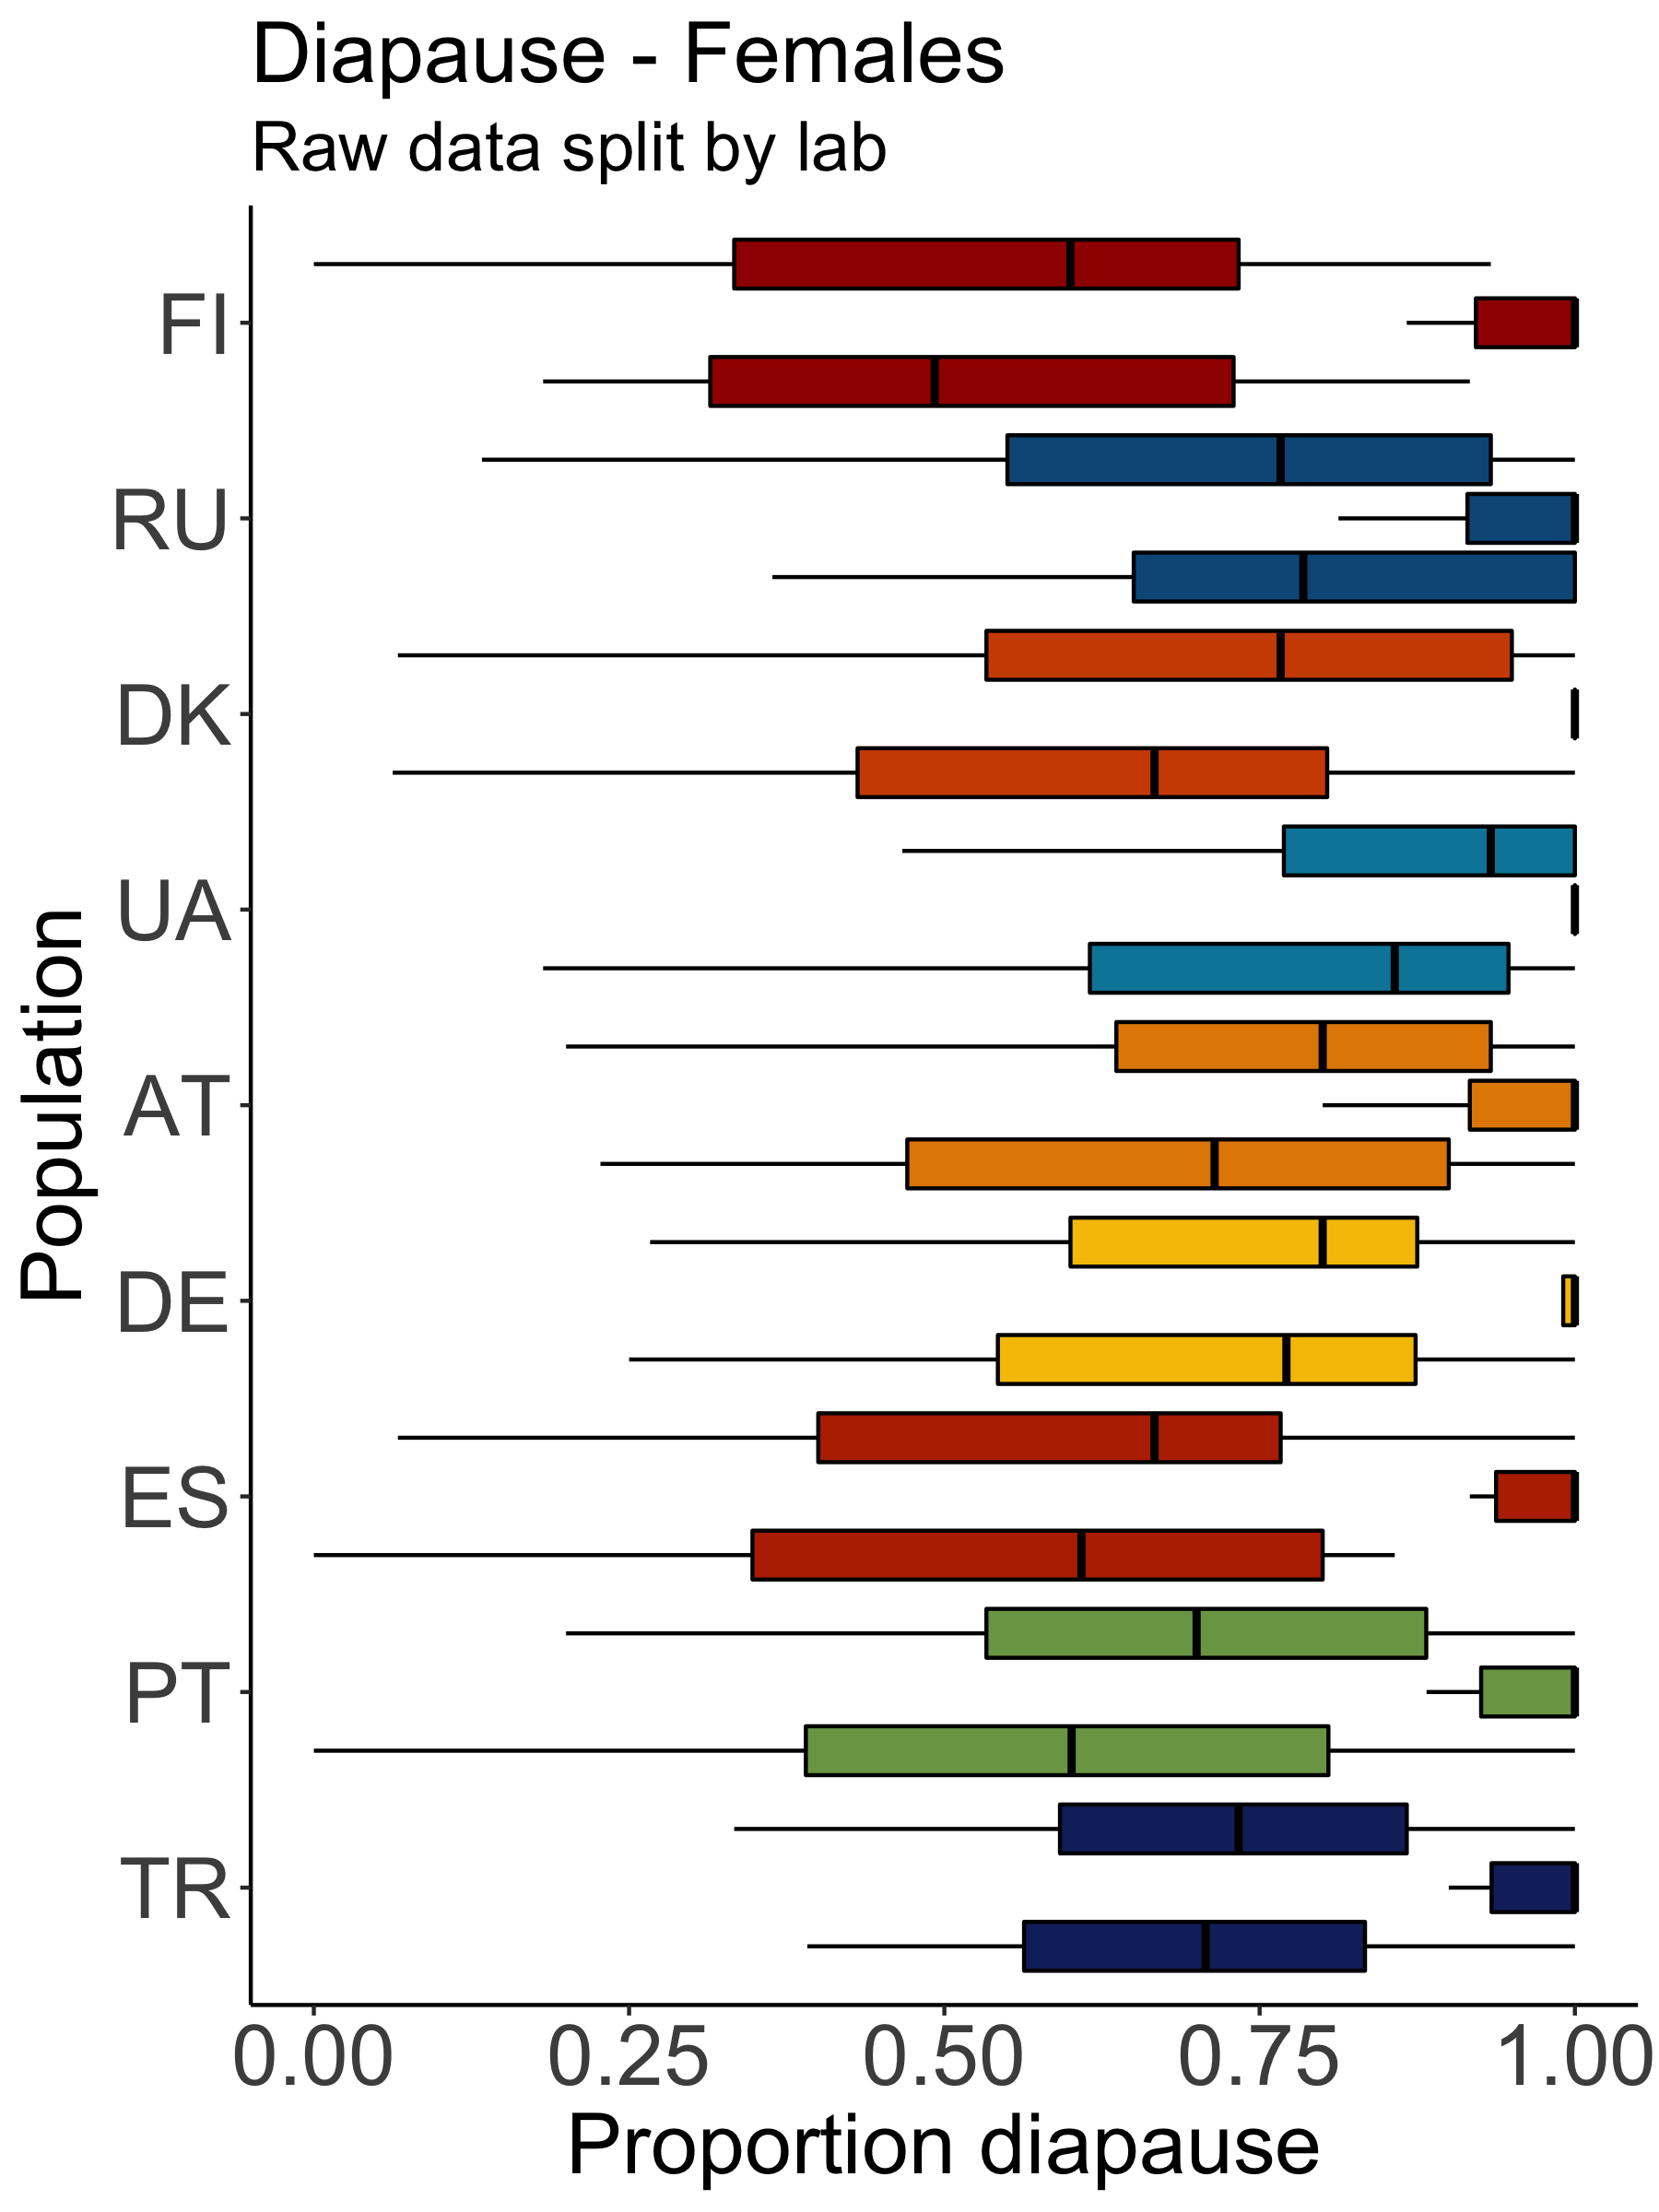 Diapause - Females
Raw data split by lab
Population
FI
RU
DK
UA
AT
DE
ES
PT
TR
0.00 0.25 0.50 0.75 1.00
Proportion diapause